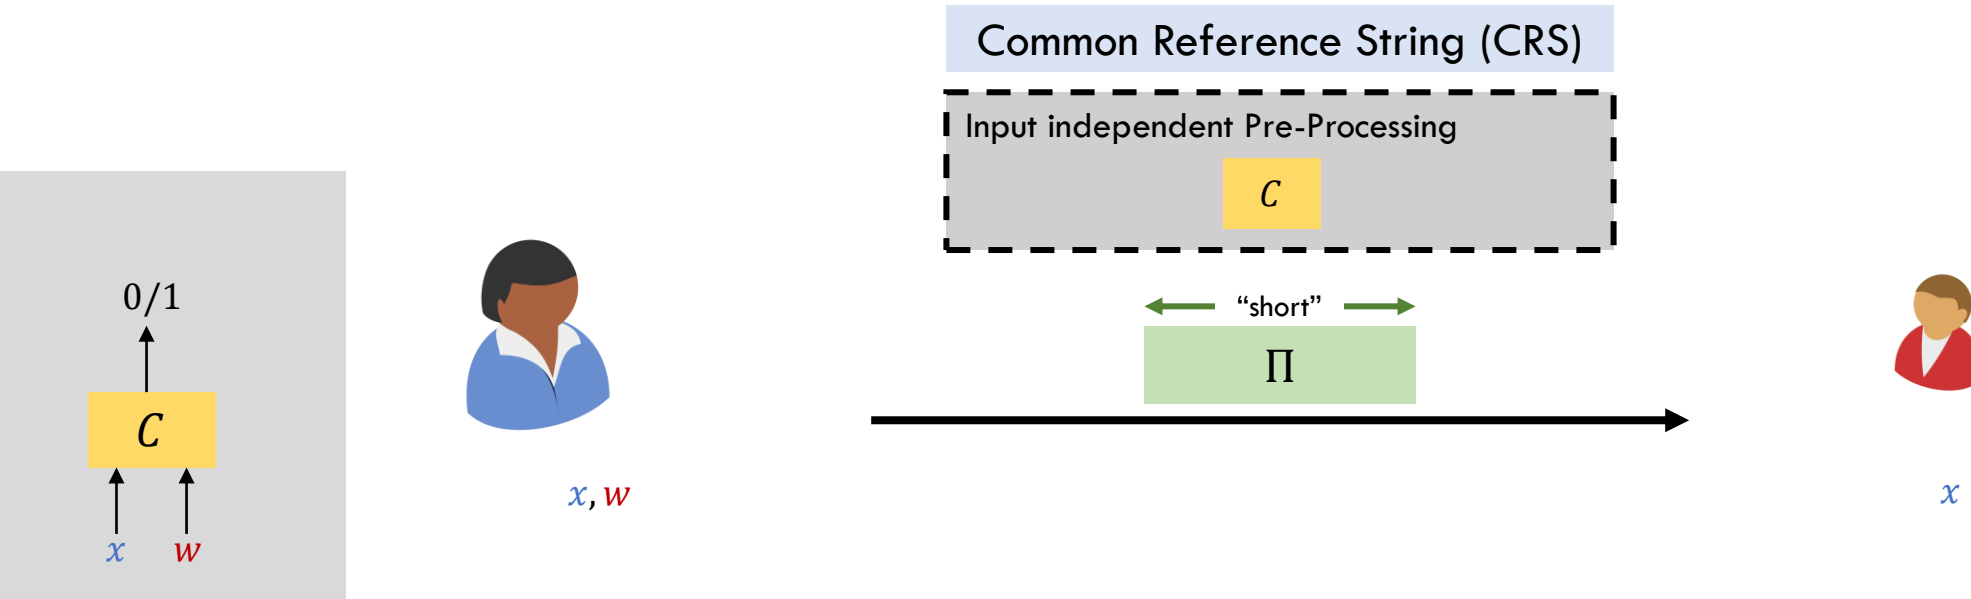 Common Reference String (CRS)
Input independent Pre-Processing
C
0/1
“short”
Π
C
x, w
x
x w